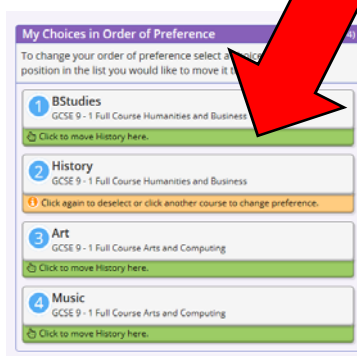 My Choices in Order of Preference 4)
To change your order of preference select a
position in the list you would like to move it
1 BStudies
GCSE 9 - 1 Full Course Humanities and Business
Click to move History here.
2 History
GCSE 9 - 1 Full Course Humanities and Business
Click again to deselect or click another course to change preference.
3 Art
GCSE 9 - 1 Full Course Arts and Computing
Click to move History here.
4 Music
GCSE 9 - 1 Full Course Arts and Computing
Click to move History here.